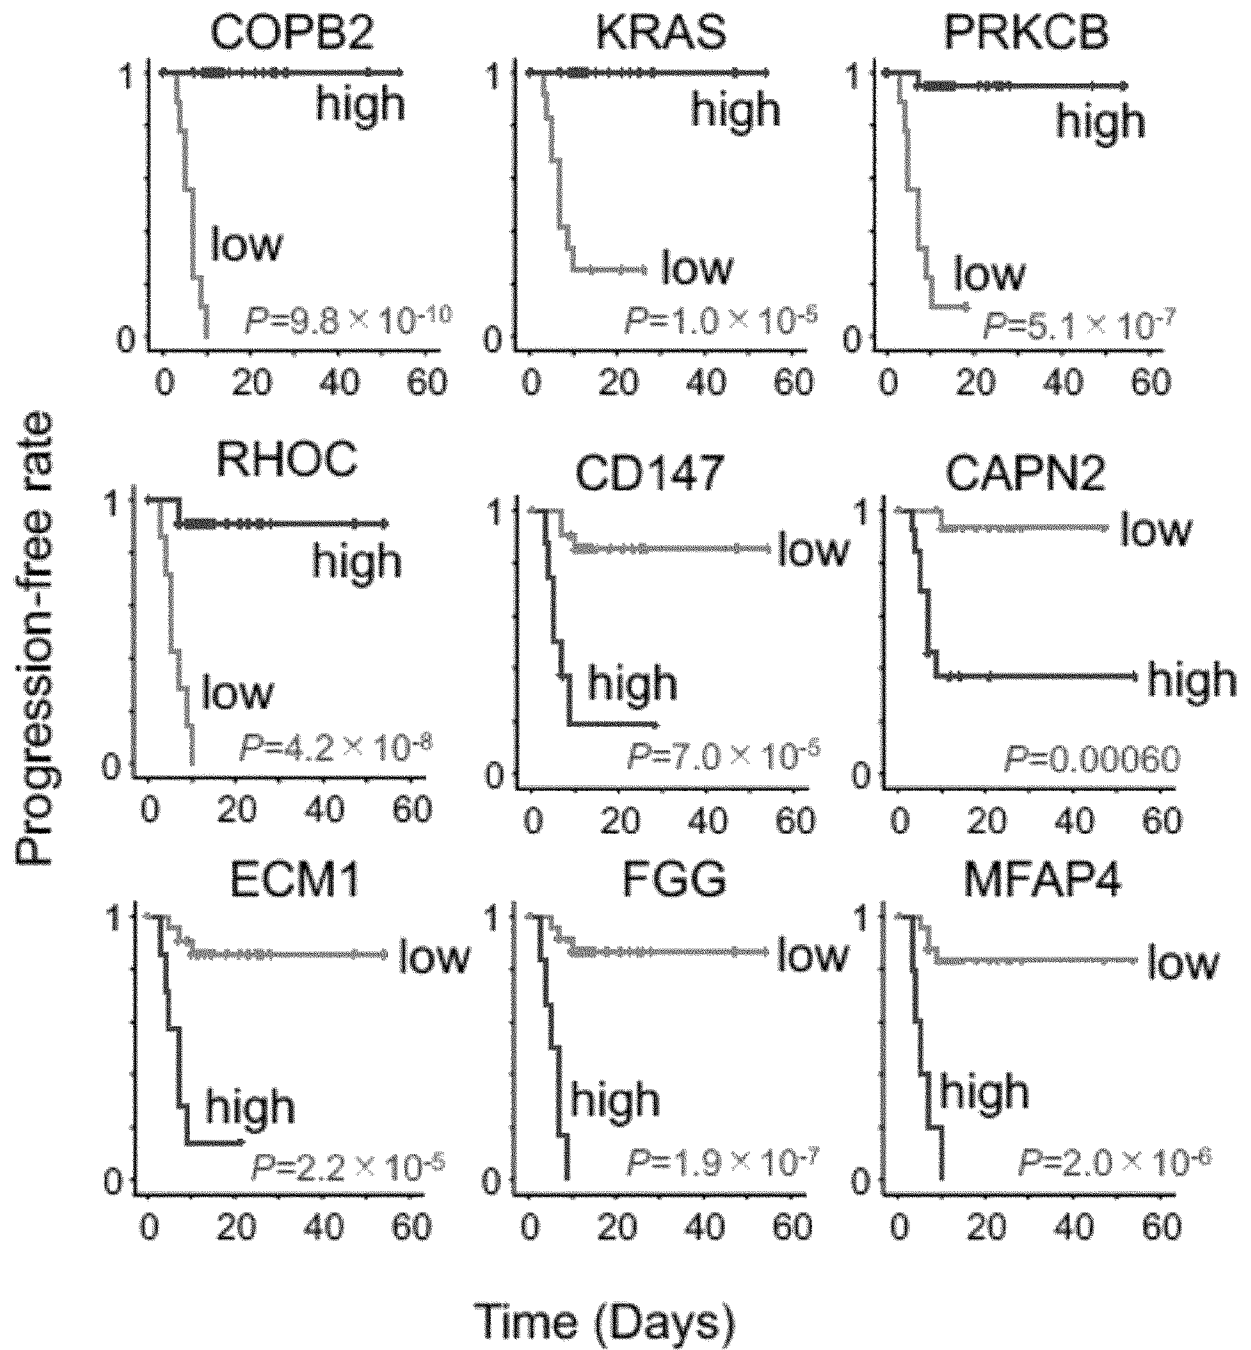 COPB2 KRAS PRKCB
1 high 1 high 1 high
low low low
0 P=9.8×10-10 0 P=1.0×10-5 0 P=5.1×10-7
0 20 40 60 0 20 40 60 0 20 40 60
Progression-free rate
RHOC CD147 CAPN2
1 high 1 low 1 low
low high high
0 P=4.2×10-8 0 P=7.0×10-5 0 P=0.00060
0 20 40 60 0 20 40 60 0 20 40 60
ECM1 FGG MFAP4
1 low 1 low 1 low
high high high
0 P=2.2×10-5 0 P=1.9×10-7 0 P=2.0×10-6
0 20 40 60 0 20 40 60 0 20 40 60
Time (Days)